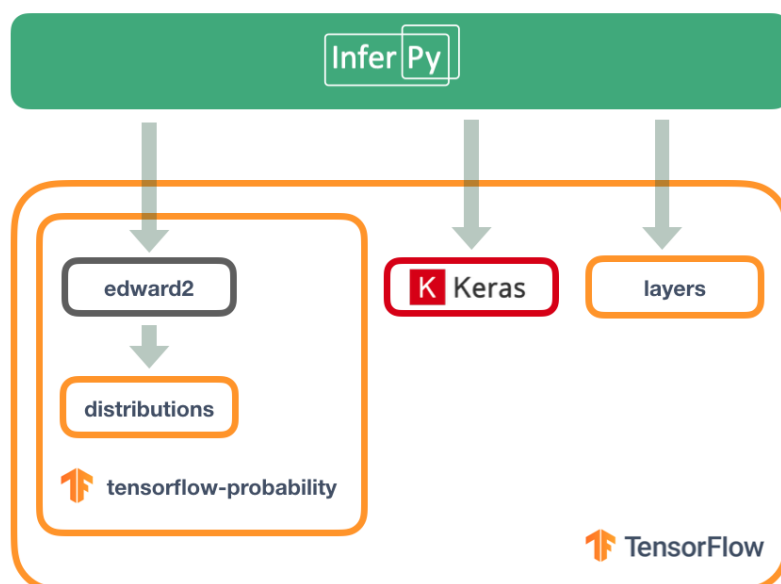 InferPy
edward2
K Keras
layers
distributions
tensorflow-probability
TensorFlow